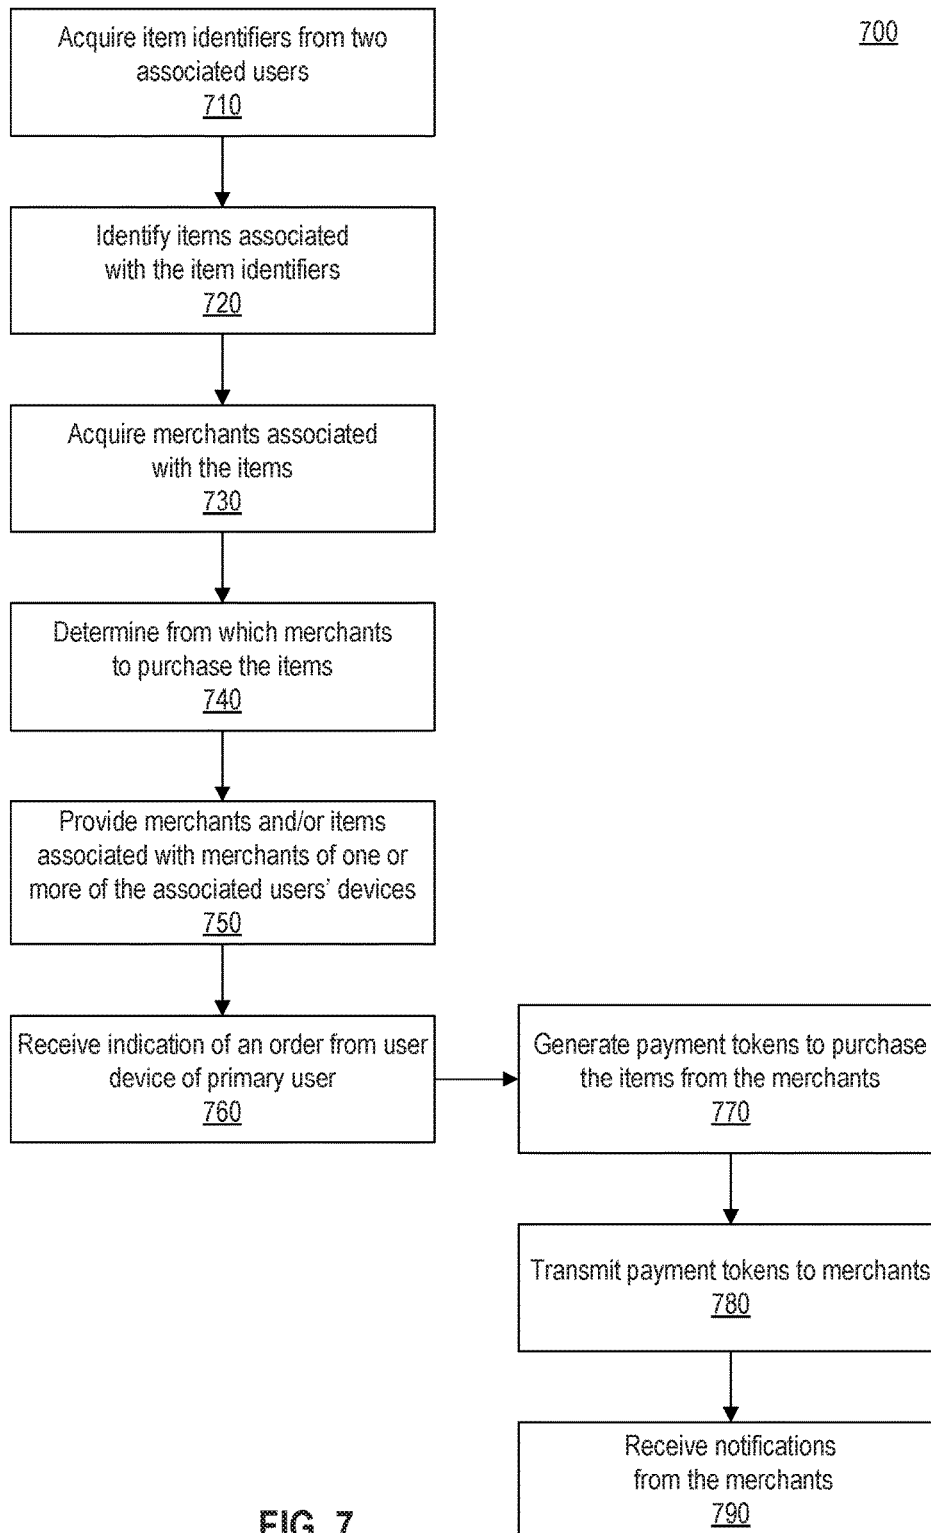 700
Acquire item identifiers from two
associated users
710
Identify items associated
with the item identifiers
720
Acquire merchants associated
with the items
730
Determine from which merchants
to purchase the items
740
Provide merchants and/or items
associated with merchants of one or
more of the associated users' devices
750
Receive indication of an order from user
device of primary user
760
Generate payment tokens to purchase
the items from the merchants
770
Transmit payment tokens to merchants
780
Receive notifications
from the merchants
790
FIG. 7